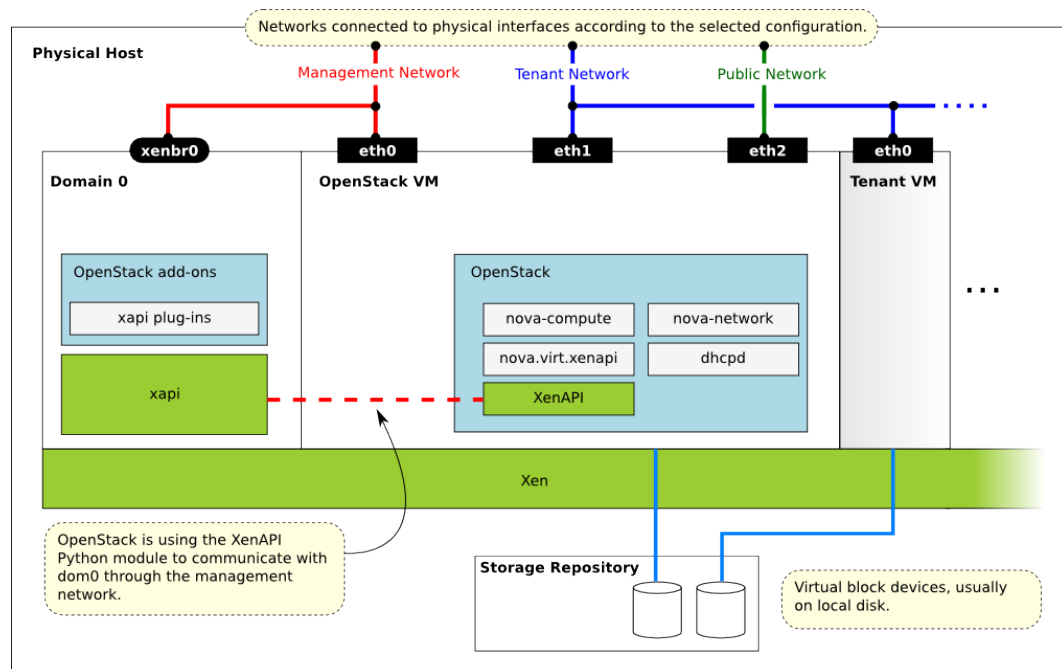 Networks connected to physical interfaces according to the selected configuration.
Physical Host
Management Network
Tenant Network
Public Network
xenbr0
eth0
eth1
eth2
eth0
Domain 0
OpenStack VM
Tenant VM
OpenStack add-ons
xapi plug-ins
xapi
OpenStack
nova-compute
nova-network
nova.virt.xenapi
dhcpd
XenAPI
...
Xen
OpenStack is using the XenAPI
Python module to communicate with
dom0 through the management
network.
Storage Repository
Virtual block devices, usually
on local disk.